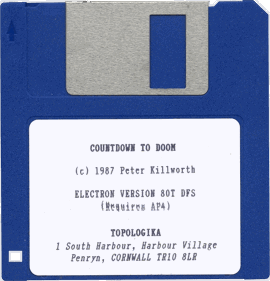 COUNTDOWN TO DOOM
(c) 1987 Peter Killworth
ELECTRON VERSION 80T DFS
(Requires AP4)
TOPOLOGIKA
1 South Harbour, Harbour Village
Penryn, CORNWALL TR10 8LR